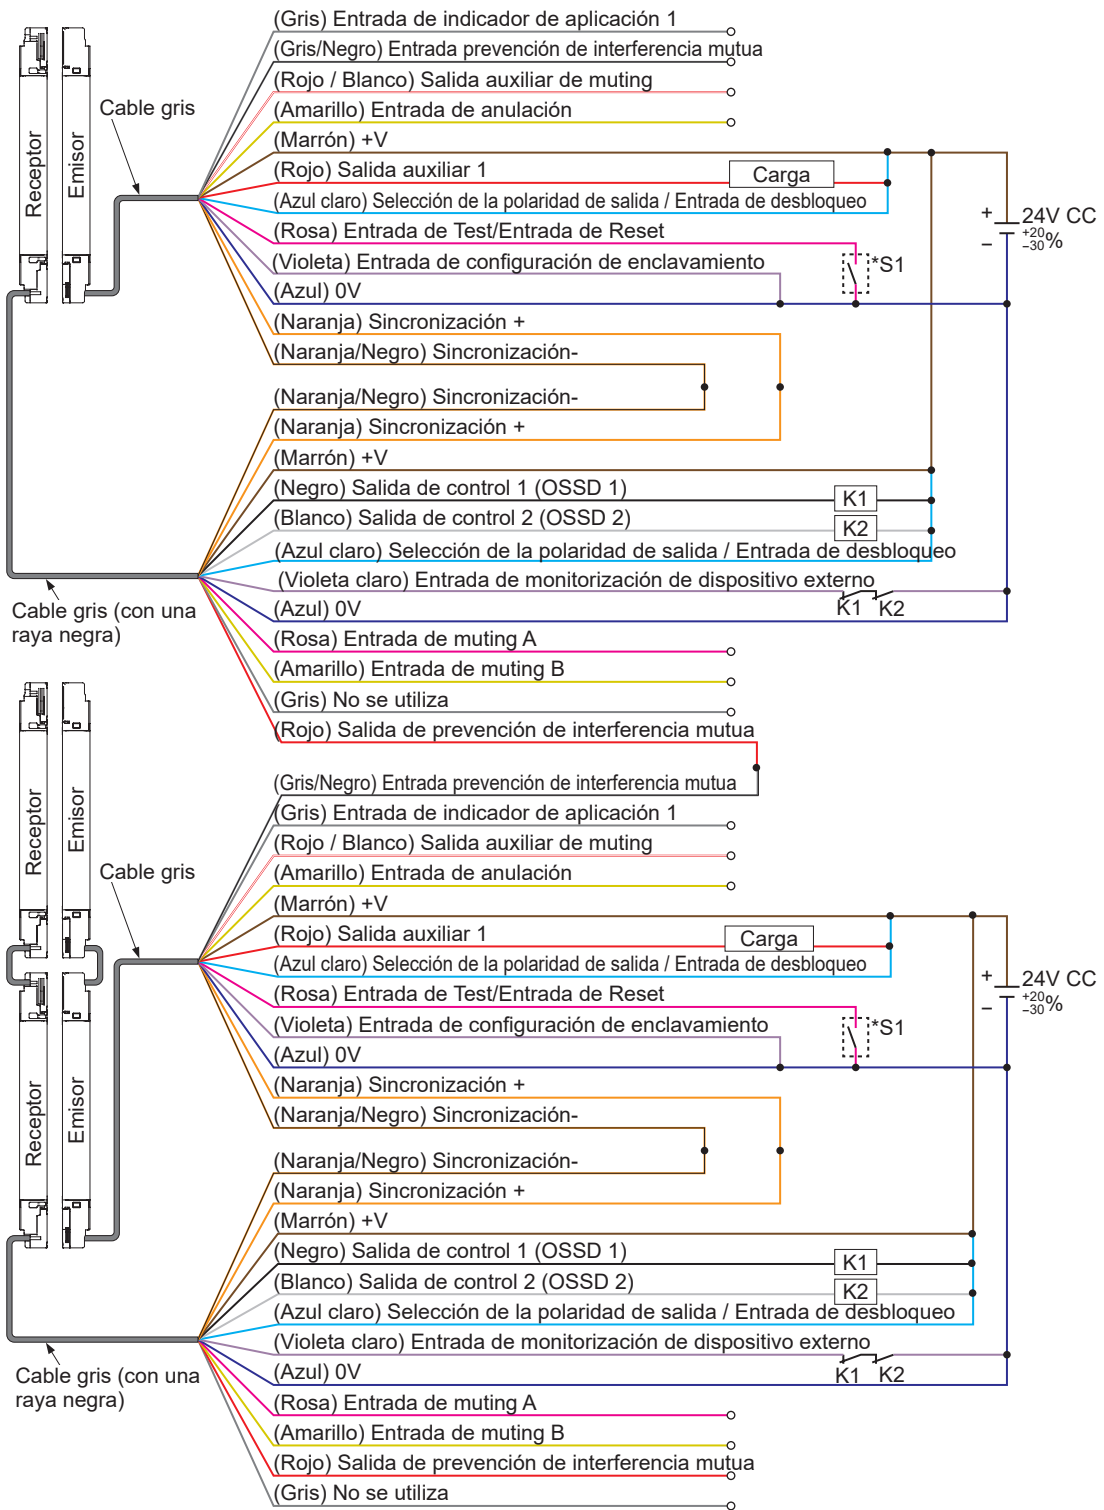 (Gris) Entrada de indicador de aplicación 1
(Gris/Negro) Entrada prevención de interferencia mutua
(Rojo / Blanco) Salida auxiliar de muting
Cable gris
(Amarillo) Entrada de anulación
(Marrón) +V
(Rojo) Salida auxiliar 1
Carga
(Azul claro) Selección de la polaridad de salida / Entrada de desbloqueo
Receptor
Emisor
+ 24V CC
− +20 −30 %
(Rosa) Entrada de Test/Entrada de Reset
*S1
(Violeta) Entrada de configuración de enclavamiento
(Azul) 0V
(Naranja) Sincronización +
(Naranja/Negro) Sincronización-
(Naranja/Negro) Sincronización-
(Naranja) Sincronización +
(Marrón) +V
(Negro) Salida de control 1 (OSSD 1)
K1
(Blanco) Salida de control 2 (OSSD 2)
K2
(Azul claro) Selección de la polaridad de salida / Entrada de desbloqueo
(Violeta claro) Entrada de monitorización de dispositivo externo
K1 K2
Cable gris (con una
raya negra)
(Azul) 0V
(Rosa) Entrada de muting A
(Amarillo) Entrada de muting B
(Gris) No se utiliza
(Rojo) Salida de prevención de interferencia mutua
(Gris/Negro) Entrada prevención de interferencia mutua
(Gris) Entrada de indicador de aplicación 1
(Rojo / Blanco) Salida auxiliar de muting
Receptor
Emisor
Cable gris
(Amarillo) Entrada de anulación
(Marrón) +V
(Rojo) Salida auxiliar 1
Carga
(Azul claro) Selección de la polaridad de salida / Entrada de desbloqueo
+ 24V CC
− +20 −30 %
(Rosa) Entrada de Test/Entrada de Reset
*S1
(Violeta) Entrada de configuración de enclavamiento
(Azul) 0V
(Naranja) Sincronización +
(Naranja/Negro) Sincronización-
Receptor
Emisor
(Naranja/Negro) Sincronización-
(Naranja) Sincronización +
(Marrón) +V
(Negro) Salida de control 1 (OSSD 1)
K1
(Blanco) Salida de control 2 (OSSD 2)
K2
(Azul claro) Selección de la polaridad de salida / Entrada de desbloqueo
(Violeta claro) Entrada de monitorización de dispositivo externo
K1 K2
Cable gris (con una
raya negra)
(Azul) 0V
(Rosa) Entrada de muting A
(Amarillo) Entrada de muting B
(Rojo) Salida de prevención de interferencia mutua
(Gris) No se utiliza